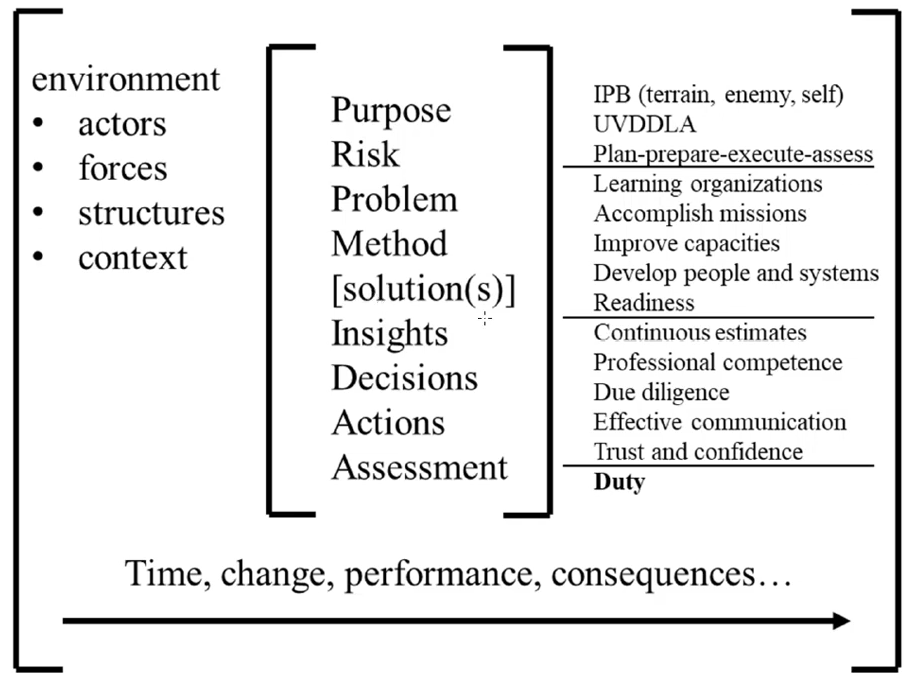 environment
• actors
• forces
• structures
• context
Purpose
Risk
Problem
Method
[solution(s)]
Insights
Decisions
Actions
Assessment
IPB (terrain, enemy, self)
UVDDLA
Plan-prepare-execute-assess
Learning organizations
Accomplish missions
Improve capacities
Develop people and systems
Readiness
Continuous estimates
Professional competence
Due diligence
Effective communication
Trust and confidence
Duty
Time, change, performance, consequences…